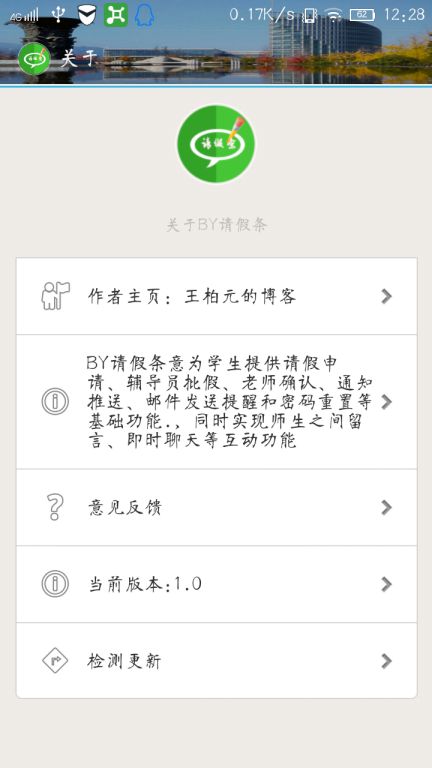 4G
0.17K/s
62
12:28
请假条
关于
请假条
关于BY请假条
作者主页：王柏元的博客
BY请假条意为学生提供请假申
请、辅导员批假、老师确认、通知
推送、邮件发送提醒和密码重置等
基础功能.，同时实现师生之间留
言、即时聊天等互动功能
意见反馈
当前版本:1.0
检测更新